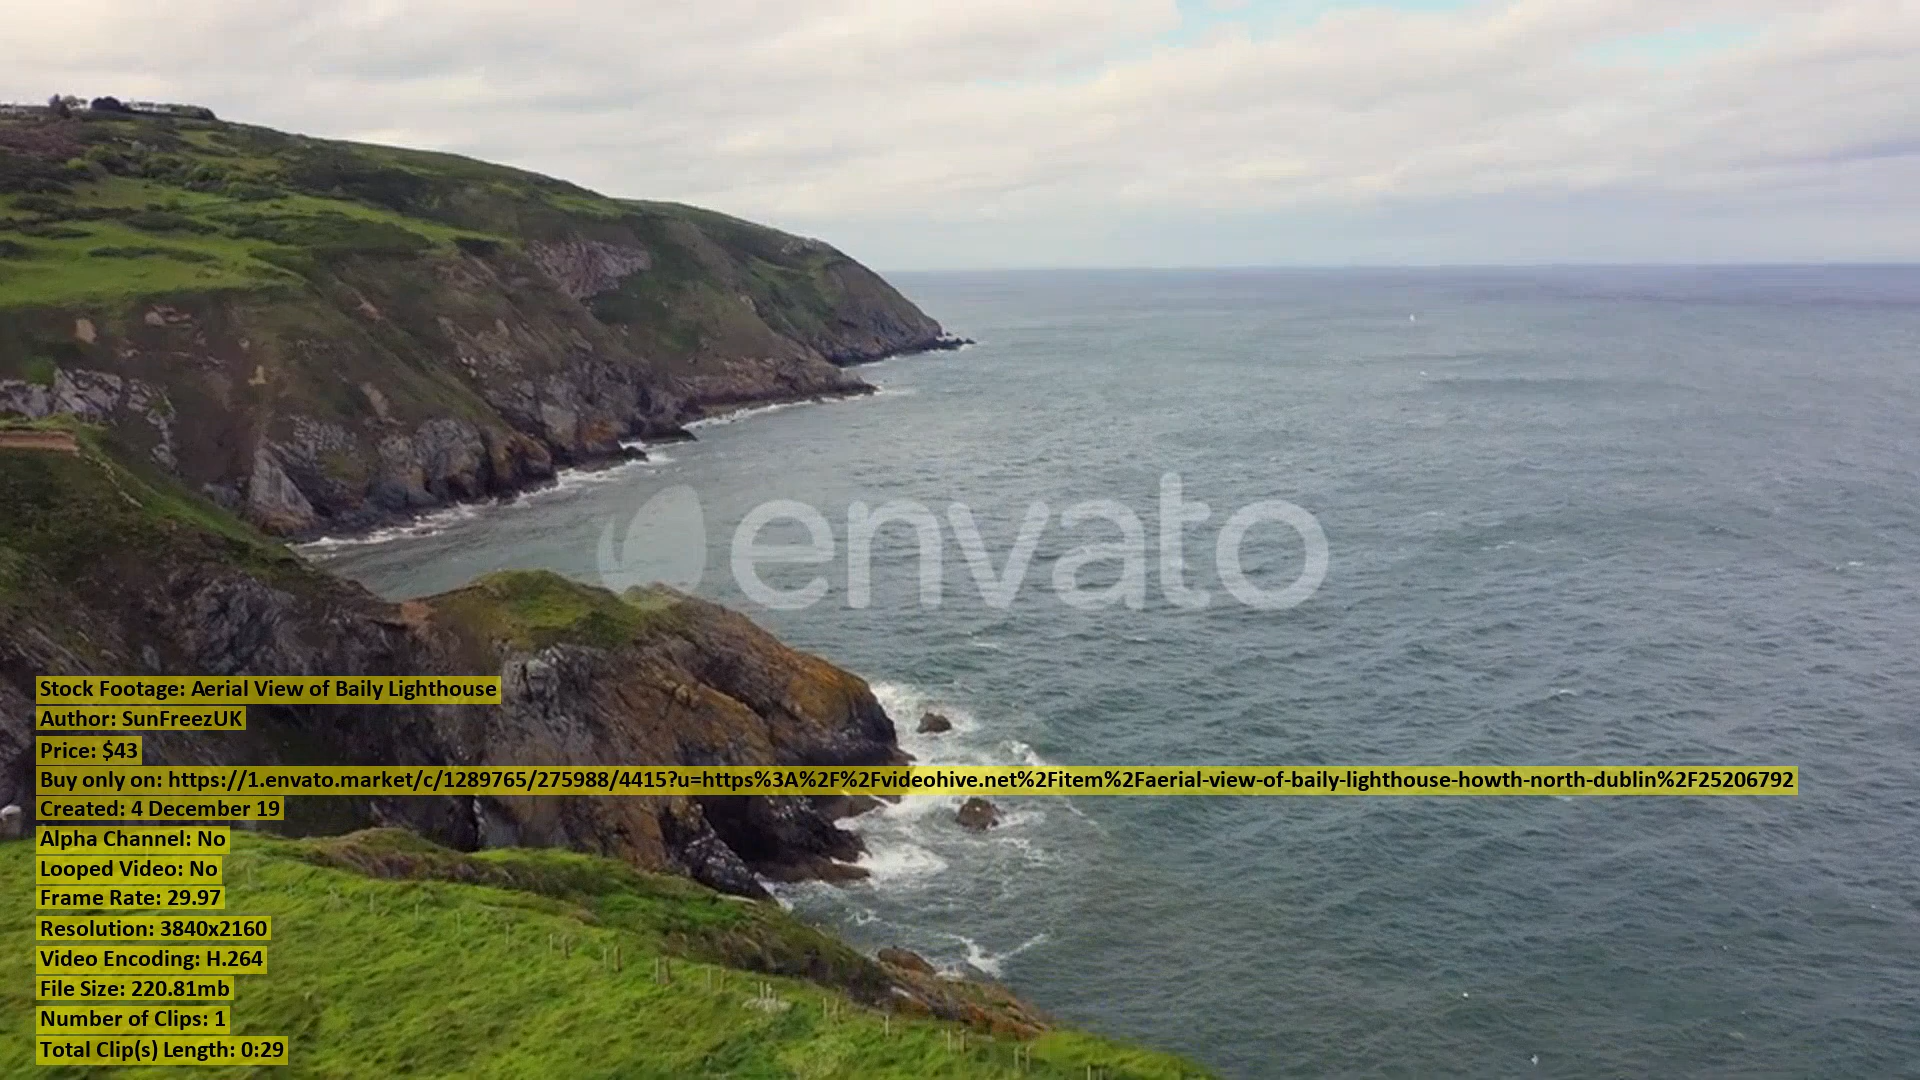 envato
Stock Footage: Aerial View of Baily Lighthouse
Author: SunFreezUK
Price: $43
Buy only on: https://1.envato.market/c/1289765/275988/4415?u=https%3A%2F%2Fvideohive.net%2Fitem%2Faerial-view-of-baily-lighthouse-howth-north-dublin%2F25206792
Created: 4 December 19
Alpha Channel: No
Looped Video: No
Frame Rate: 29.97
Resolution: 3840x2160
Video Encoding: H.264
File Size: 220.81mb
Number of Clips: 1
Total Clip(s) Length: 0:29